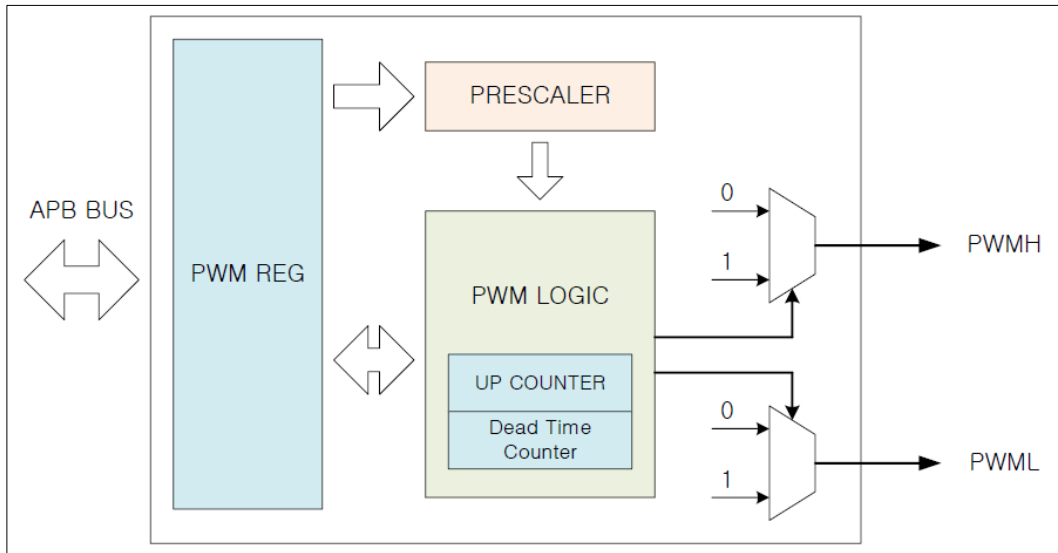 APB BUS
PWM REG
PRESCALER
PWM LOGIC
UP COUNTER
Dead Time
Counter
0
1
PWMH
0
1
PWML